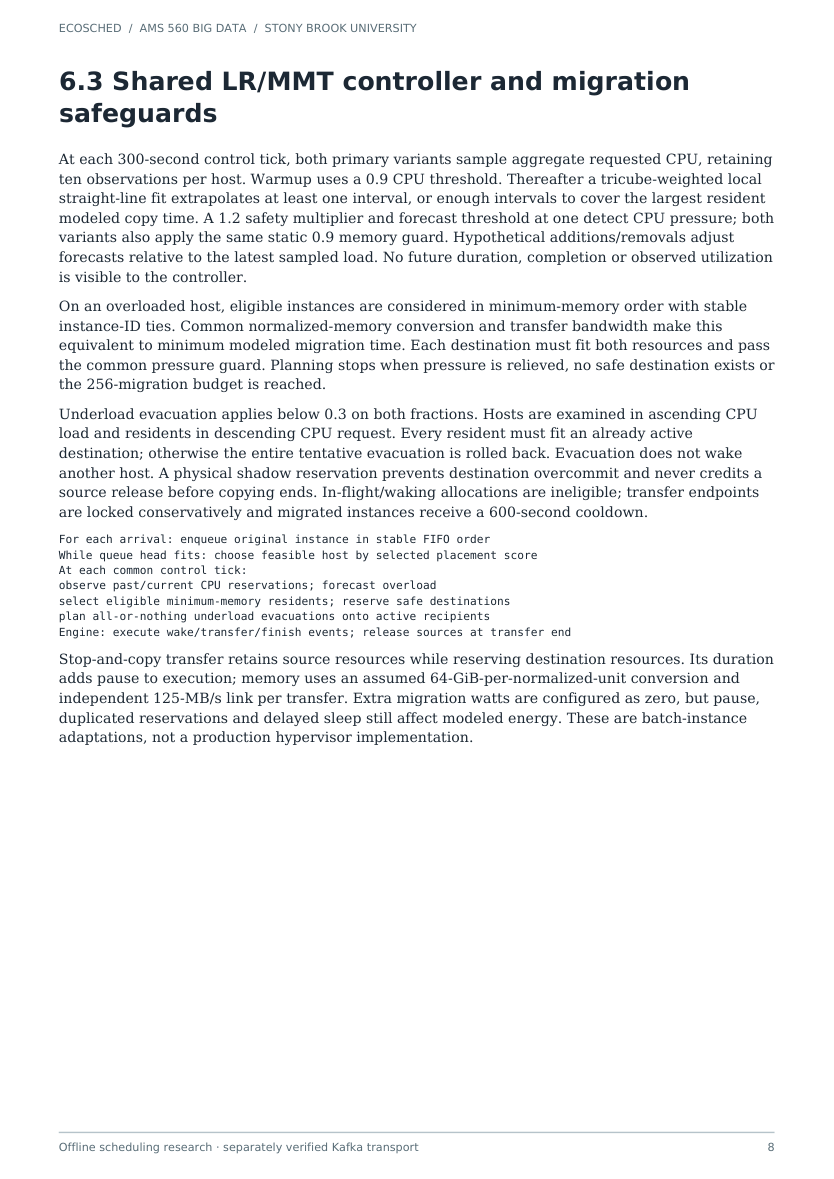 ECOSCHED / AMS 560 BIG DATA / STONY BROOK UNIVERSITY
6.3 Shared LR/MMT controller and migration
safeguards
At each 300-second control tick, both primary variants sample aggregate requested CPU, retaining
ten observations per host. Warmup uses a 0.9 CPU threshold. Thereafter a tricube-weighted local
straight-line fit extrapolates at least one interval, or enough intervals to cover the largest resident
modeled copy time. A 1.2 safety multiplier and forecast threshold at one detect CPU pressure; both
variants also apply the same static 0.9 memory guard. Hypothetical additions/removals adjust
forecasts relative to the latest sampled load. No future duration, completion or observed utilization
is visible to the controller.
On an overloaded host, eligible instances are considered in minimum-memory order with stable
instance-ID ties. Common normalized-memory conversion and transfer bandwidth make this
equivalent to minimum modeled migration time. Each destination must fit both resources and pass
the common pressure guard. Planning stops when pressure is relieved, no safe destination exists or
the 256-migration budget is reached.
Underload evacuation applies below 0.3 on both fractions. Hosts are examined in ascending CPU
load and residents in descending CPU request. Every resident must fit an already active
destination; otherwise the entire tentative evacuation is rolled back. Evacuation does not wake
another host. A physical shadow reservation prevents destination overcommit and never credits a
source release before copying ends. In-flight/waking allocations are ineligible; transfer endpoints
are locked conservatively and migrated instances receive a 600-second cooldown.
For each arrival: enqueue original instance in stable FIFO order
While queue head fits: choose feasible host by selected placement score
At each common control tick:
observe past/current CPU reservations; forecast overload
select eligible minimum-memory residents; reserve safe destinations
plan all-or-nothing underload evacuations onto active recipients
Engine: execute wake/transfer/finish events; release sources at transfer end
Stop-and-copy transfer retains source resources while reserving destination resources. Its duration
adds pause to execution; memory uses an assumed 64-GiB-per-normalized-unit conversion and
independent 125-MB/s link per transfer. Extra migration watts are configured as zero, but pause,
duplicated reservations and delayed sleep still affect modeled energy. These are batch-instance
adaptations, not a production hypervisor implementation.
Offline scheduling research · separately verified Kafka transport
8